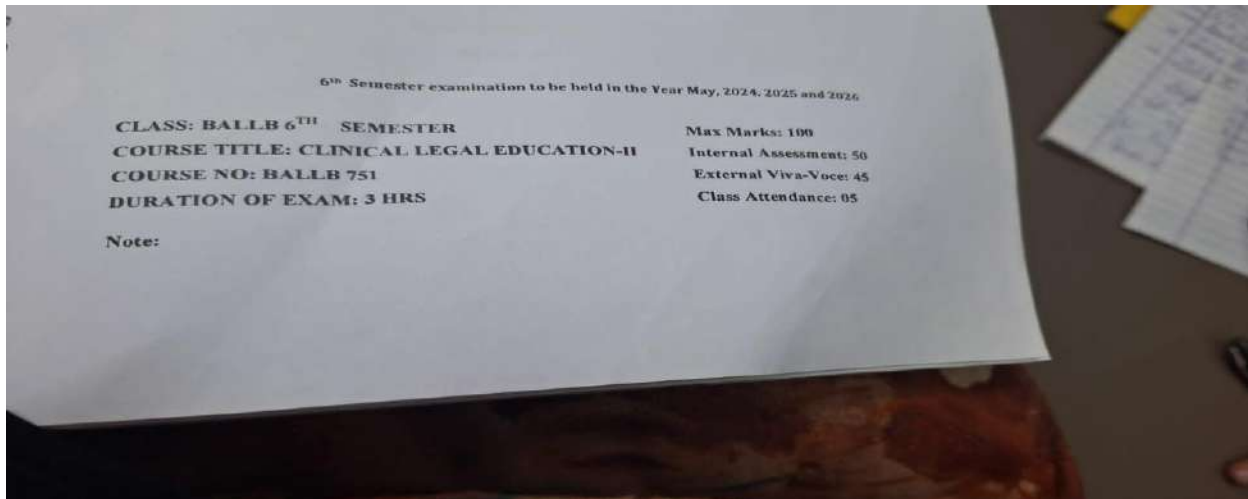 6th Semester examination to be held in the Year May, 2024, 2025 and 2026
CLASS: BALLB 6TH SEMESTER
Max Marks: 100
COURSE TITLE: CLINICAL LEGAL EDUCATION-II
Internal Assessment: 50
COURSE NO: BALLB 751
External Viva-Voce: 45
DURATION OF EXAM: 3 HRS
Class Attendance: 05
Note: